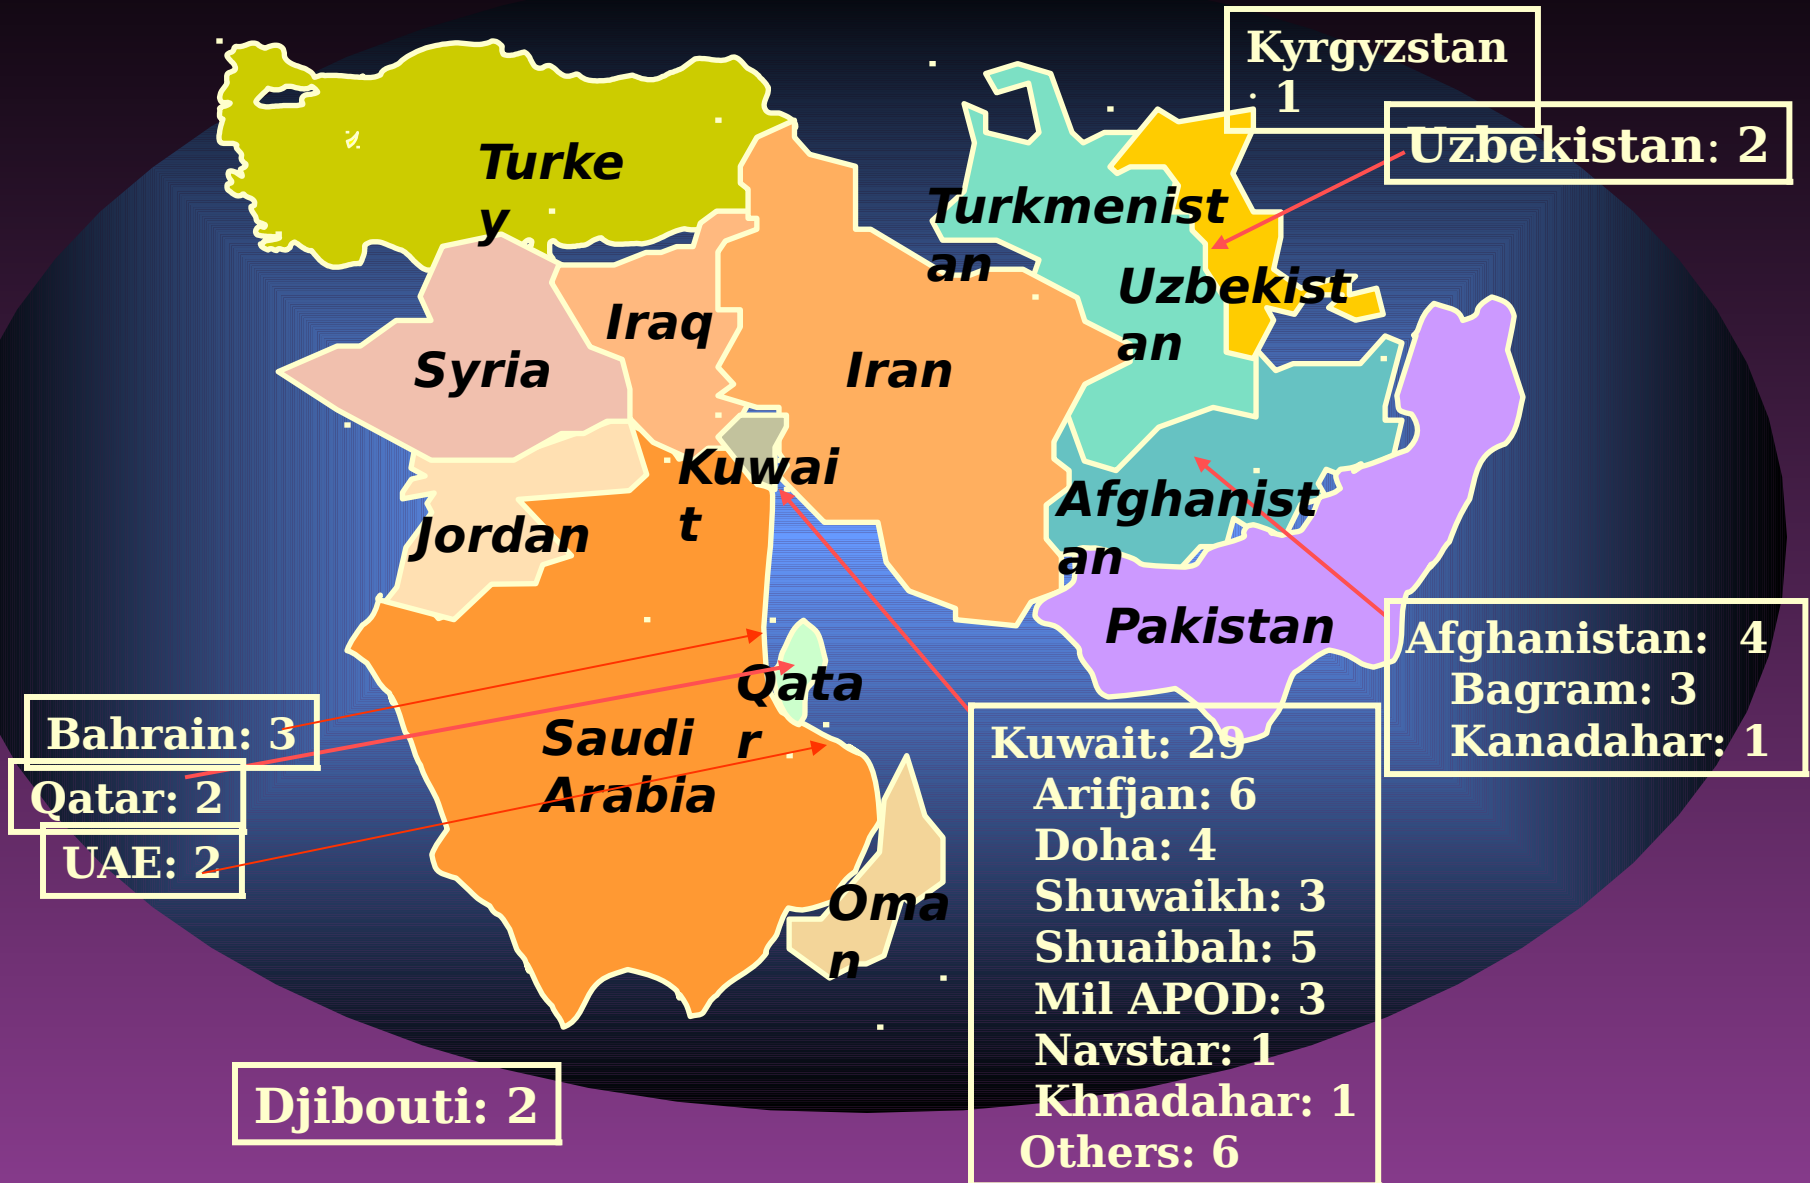 Kyrgyzstan
: 1
Uzbekistan: 2
Turke
y
Turkmenist
an
Uzbekist
an
Iraq
Syria
Iran
Kuwai
t
Afghanist
an
Jordan
Pakistan
Qata
r
Saudi
Arabia
Oma
n
Afghanistan: 4
Bagram: 3
Kanadahar: 1
Bahrain: 3
Qatar: 2
UAE: 2
Kuwait: 29
Arifjan: 6
Doha: 4
Shuwaikh: 3
Shuaibah: 5
Mil APOD: 3
Navstar: 1
Khnadahar: 1
Others: 6
Djibouti: 2